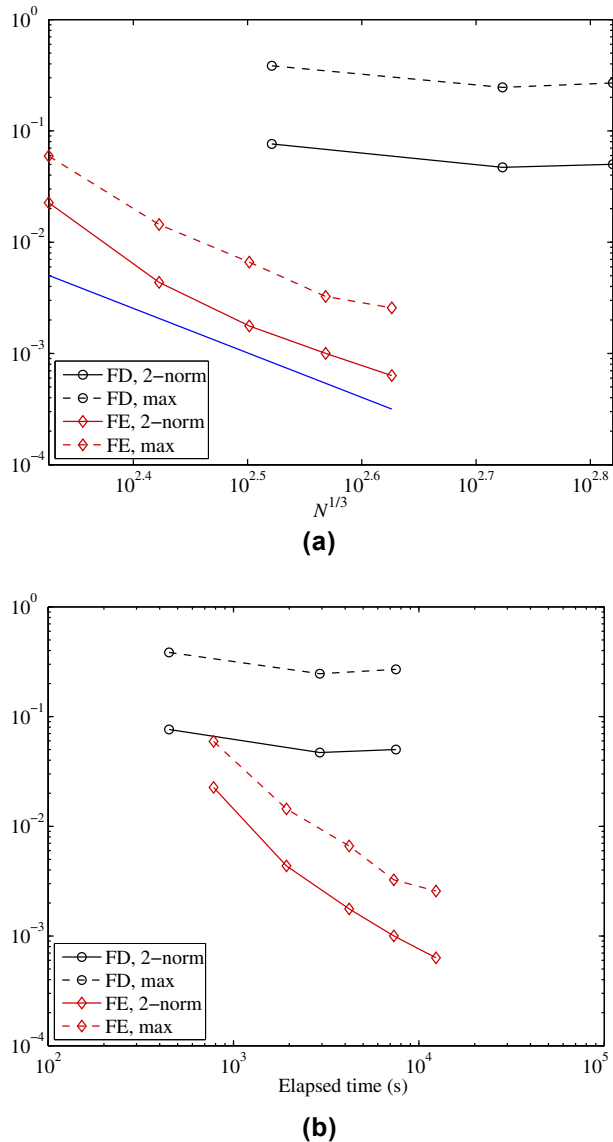 10^0
10^-1
10^-2
10^-3
10^-4
FD, 2-norm
FD, max
FE, 2-norm
FE, max
10^2.4
10^2.5
10^2.6
10^2.7
10^2.8
N^1/3
(a)
10^0
10^-1
10^-2
10^-3
10^-4
FD, 2-norm
FD, max
FE, 2-norm
FE, max
10^2
10^3
10^4
10^5
Elapsed time (s)
(b)